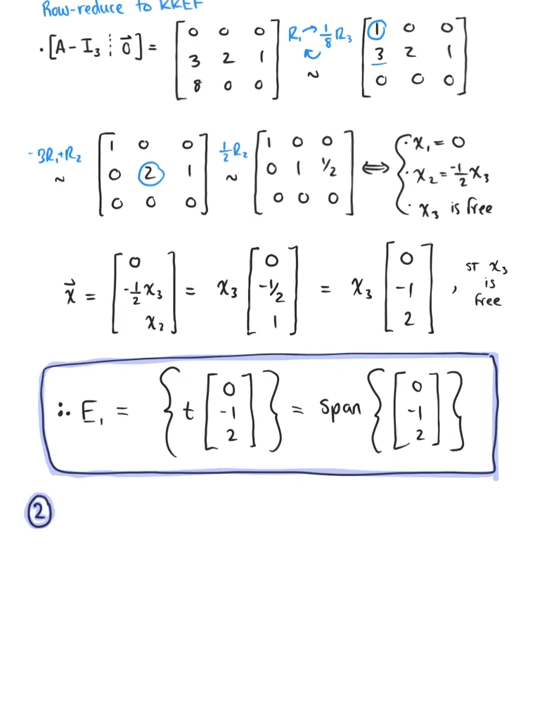 Row-reduce to RREF
· [A - I₃ ⋮ 0⃗] = [0 0 0; 3 2 1; 8 0 0] R₁ → 1/8 R₃ ~ [1 0 0; 3 2 1; 0 0 0]
-3R₁+R₂ ~ [1 0 0; 0 2 1; 0 0 0] 1/2 R₂ ~ [1 0 0; 0 1 1/2; 0 0 0] ⟺ { · x₁ = 0 · x₂ = -1/2 x₃ · x₃ is free
x⃗ = [0; -1/2 x₃; x₂] = x₃ [0; -1/2; 1] = x₃ [0; -1; 2] , ST x₃ is free
∴ E₁ = { t [0; -1; 2] } = Span { [0; -1; 2] }
②